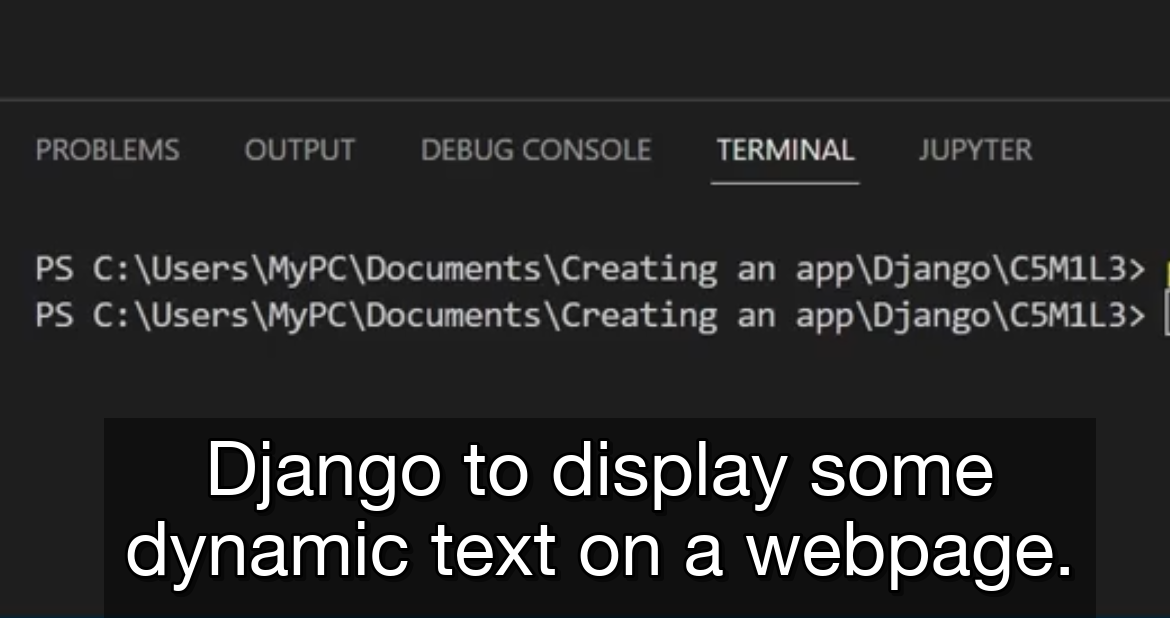 PROBLEMS OUTPUT DEBUG CONSOLE TERMINAL JUPYTER
PS C:\Users\MyPC\Documents\Creating an app\Django\C5M1L3>
PS C:\Users\MyPC\Documents\Creating an app\Django\C5M1L3>
Django to display some
dynamic text on a webpage.